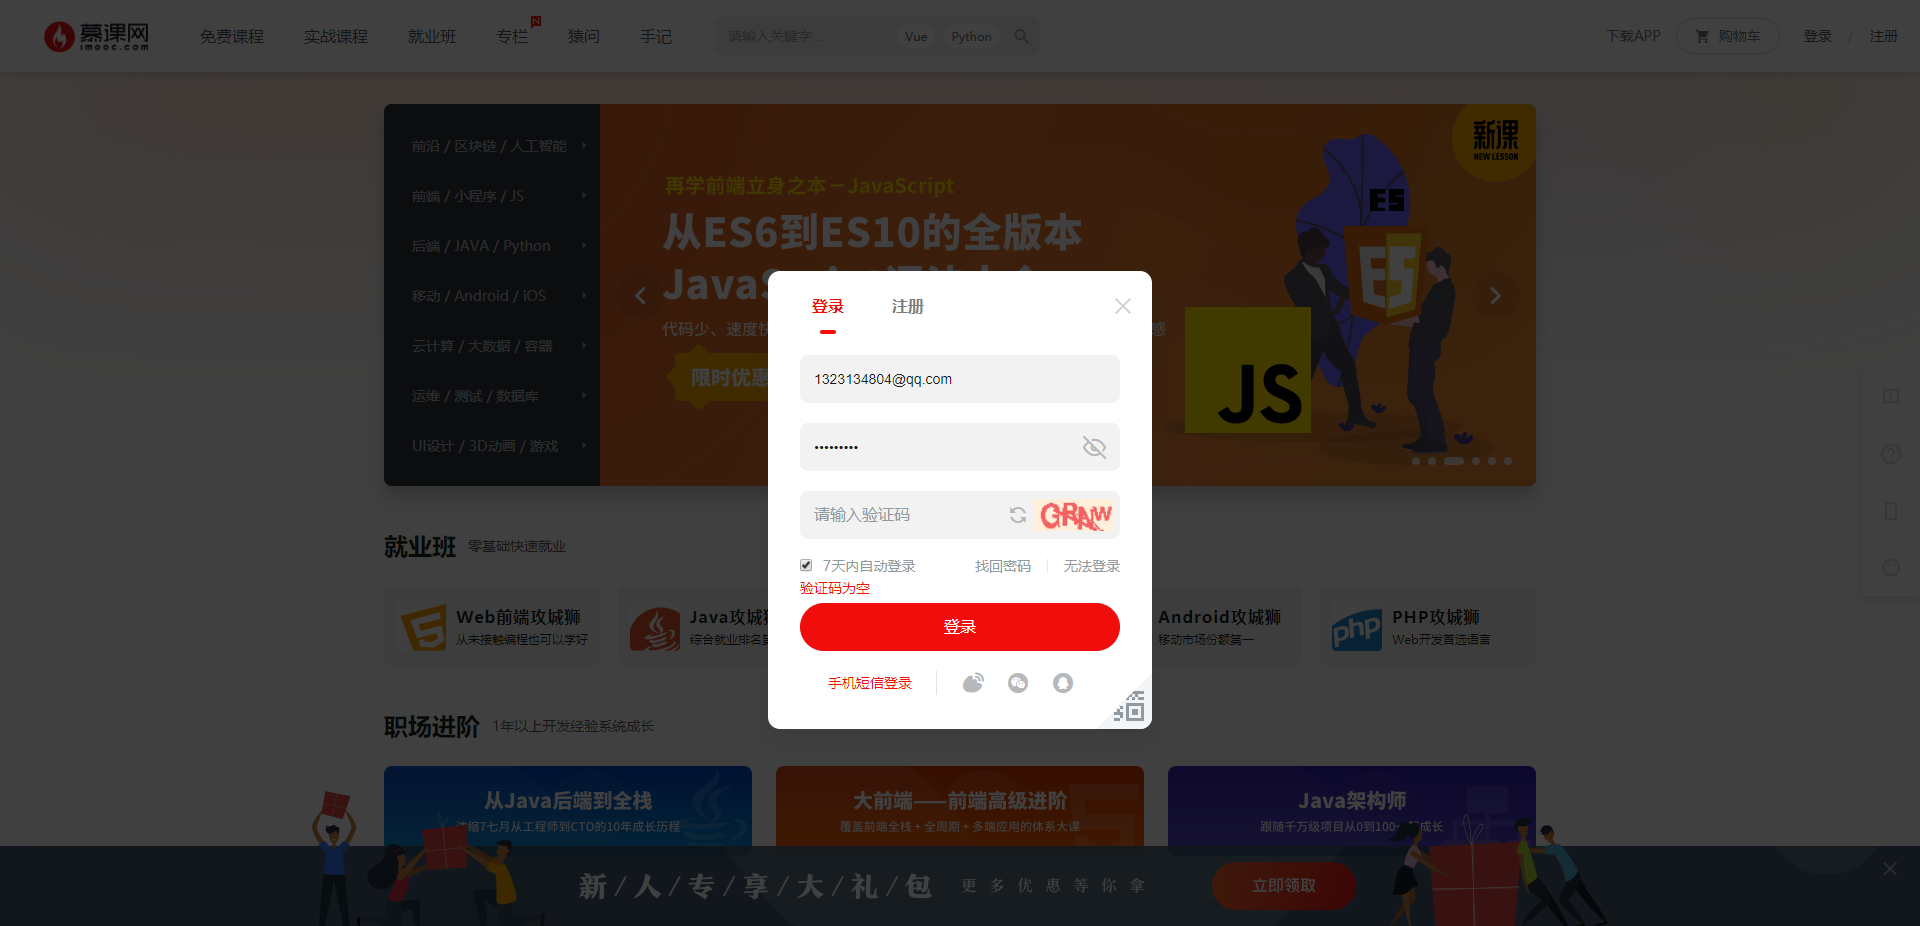 慕课网
imooc.com
免费课程
实战课程
就业班
专栏
N
猿问
手记
请输入关键字...
Vue
Python
下载APP
购物车
登录 / 注册
前沿 / 区块链 / 人工智能
前端 / 小程序 / JS
后端 / JAVA / Python
移动 / Android / IOS
云计算 / 大数据 / 容器
运维 / 测试 / 数据库
UI设计 / 3D动画 / 游戏
再学前端立身之本－JavaScript
从ES6到ES10的全版本
代码少、速度
感
限时优惠
新课
NEW LESSON
ES
JS
登录
注册
1323134804@qq.com
•••••••••
请输入验证码
GRNW
7天内自动登录
找回密码
无法登录
验证码为空
登录
手机短信登录
就业班
零基础快速就业
Web前端攻城狮
从未接触编程也可以学好
Java攻城
综合就业排名
Android攻城狮
移动市场份额第一
php
PHP攻城狮
Web开发首选语言
职场进阶
1年以上开发经验系统成长
从Java后端到全栈
浓缩7七月从工程师到CTO的10年成长历程
大前端——前端高级进阶
覆盖前端全栈 + 全周期 + 多端应用的体系大课
Java架构师
跟随千万级项目从0到100
成长
新 / 人 / 专 / 享 / 大 / 礼 / 包
更多优惠等你拿
立即领取